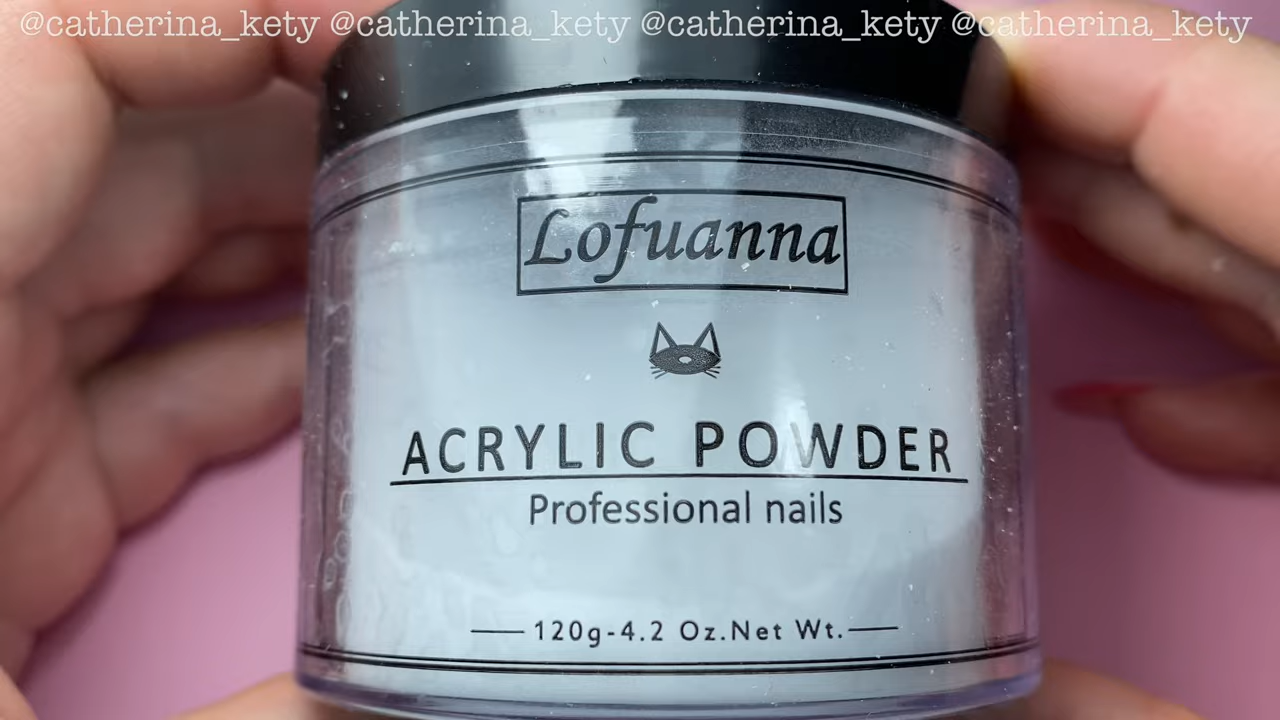 @catherina_kety @catherina_kety @catherina_kety @catherina_kety
Lofuanna
ACRYLIC POWDER
Professional nails
120g-4.2 Oz.Net Wt.